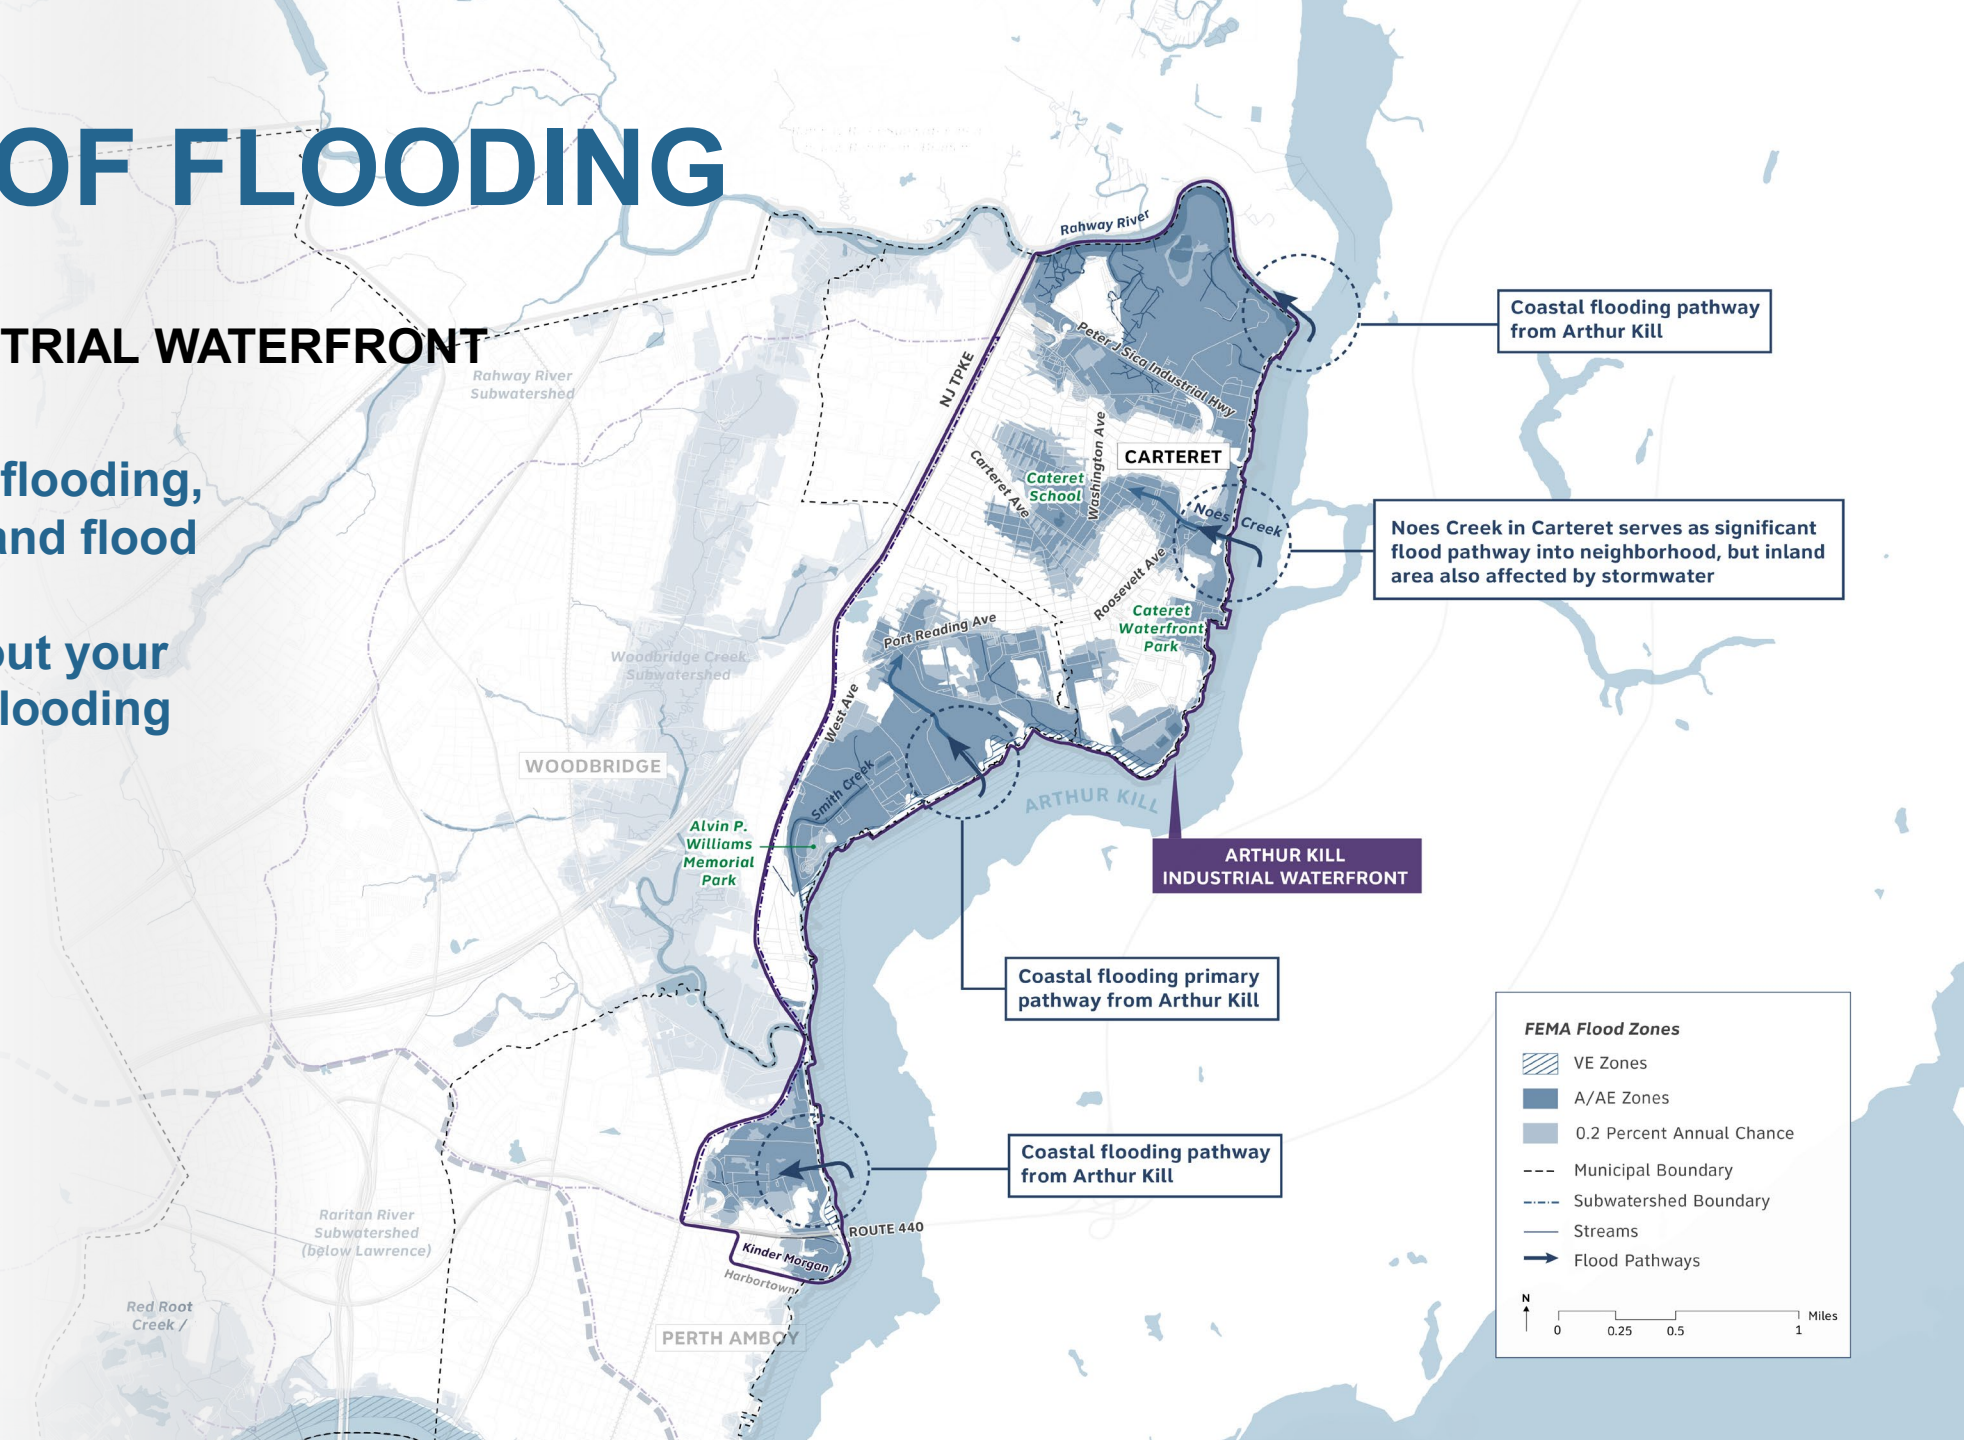 OF FLOODING
TRIAL WATERFRONT
flooding,
and flood
out your
looding
Rahway River
Rahway River
Subwatershed
NJ TPKE
Peter J Sica Industrial Hwy
Coastal flooding pathway
from Arthur Kill
Washington Ave
CARTERET
Carteret Ave
Cateret
School
Noes Creek
Noes Creek in Carteret serves as significant
flood pathway into neighborhood, but inland
area also affected by stormwater
Roosevelt Ave
Cateret
Waterfront
Park
Port Reading Ave
Woodbridge Creek
Subwatershed
West Ave
WOODBRIDGE
Smith Creek
ARTHUR KILL
Alvin P.
Williams
Memorial
Park
ARTHUR KILL
INDUSTRIAL WATERFRONT
Coastal flooding primary
pathway from Arthur Kill
Coastal flooding pathway
from Arthur Kill
Raritan River
Subwatershed
(below Lawrence)
ROUTE 440
Kinder Morgan
Harbortown
Red Root
Creek /
PERTH AMBOY
FEMA Flood Zones
VE Zones
A/AE Zones
0.2 Percent Annual Chance
Municipal Boundary
Subwatershed Boundary
Streams
Flood Pathways
N
0 0.25 0.5 1 Miles